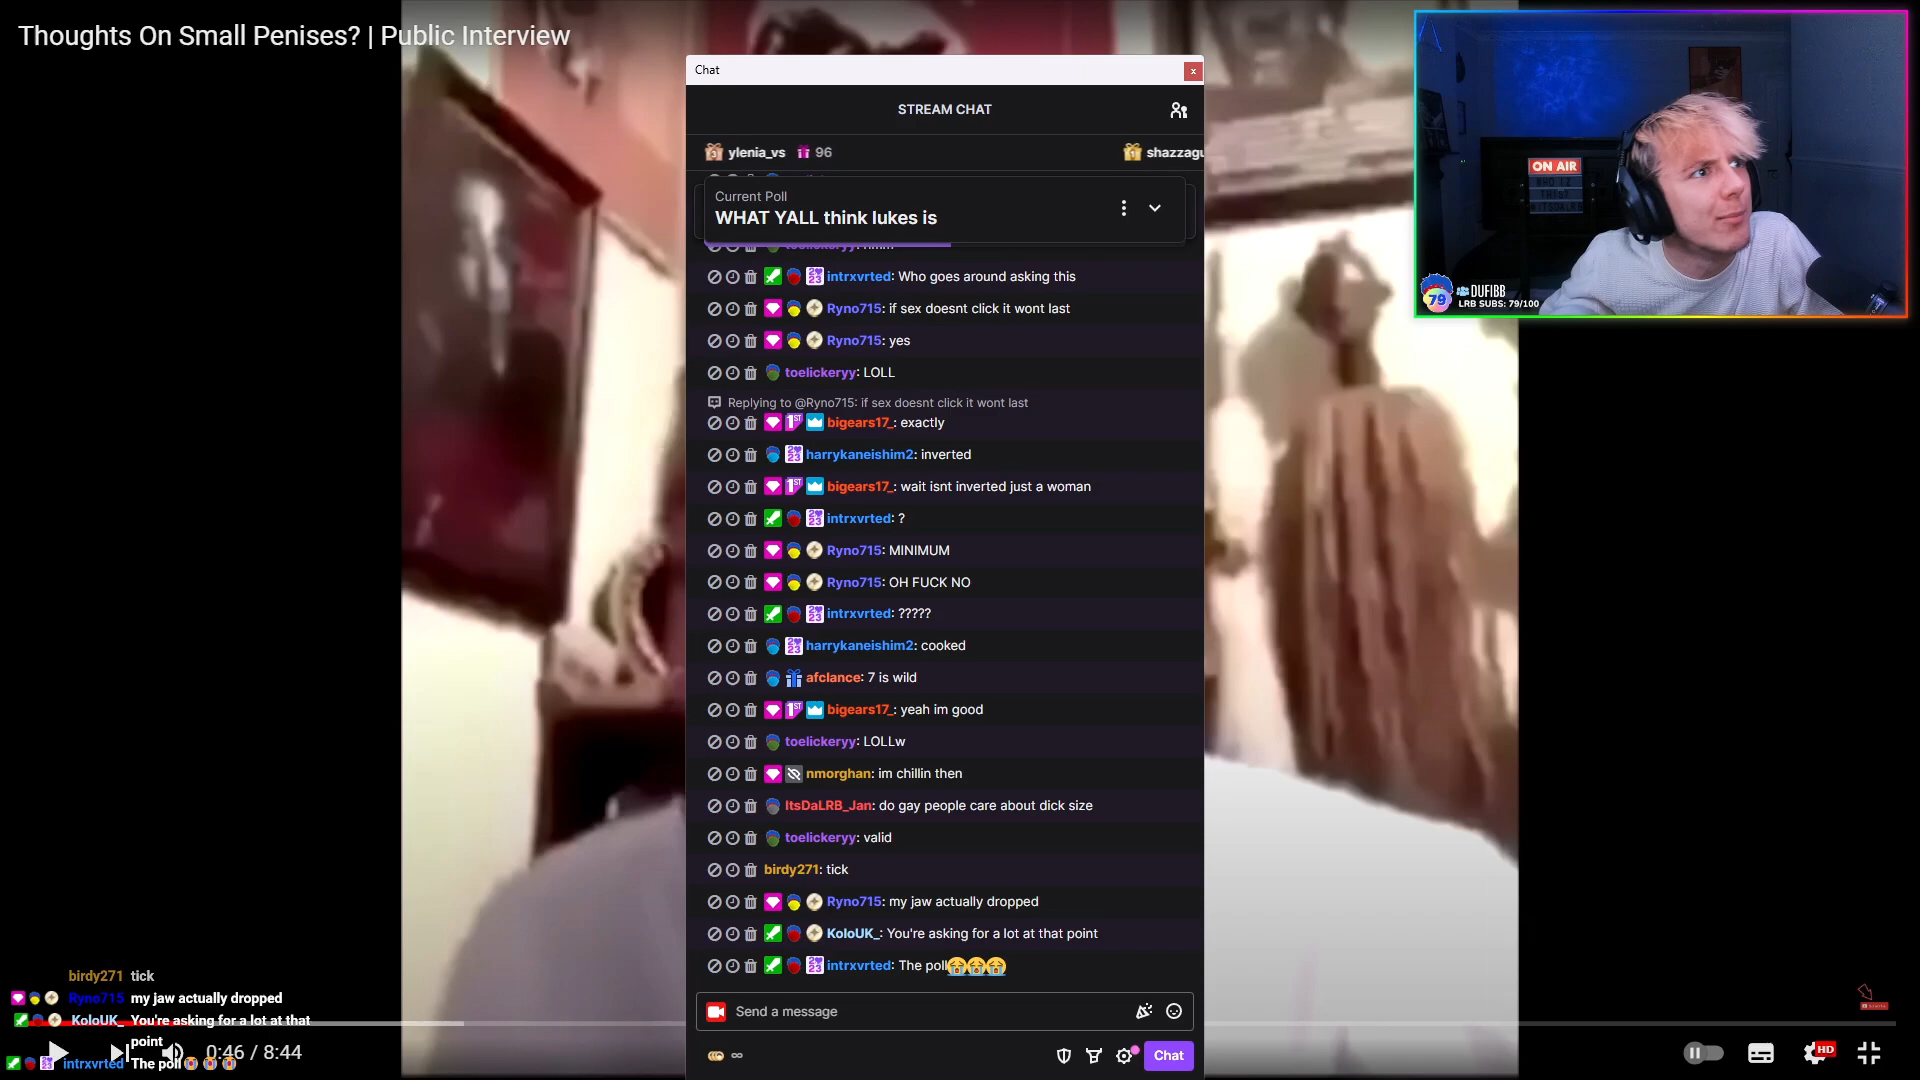 Thoughts On Small Penises? | Public Interview
Chat
x
STREAM CHAT
ylenia_vs 96
shazzagu
Current Poll
WHAT YALL think lukes is
intrxvrted: Who goes around asking this
Ryno715: if sex doesnt click it wont last
Ryno715: yes
toelickeryy: LOLL
Replying to @Ryno715: if sex doesnt click it wont last
bigears17_: exactly
harrykaneishim2: inverted
bigears17_: wait isnt inverted just a woman
intrxvrted: ?
Ryno715: MINIMUM
Ryno715: OH FUCK NO
intrxvrted: ?????
harrykaneishim2: cooked
afclance: 7 is wild
bigears17_: yeah im good
toelickeryy: LOLLw
nmorghan: im chillin then
ItsDaLRB_Jan: do gay people care about dick size
toelickeryy: valid
birdy271: tick
Ryno715: my jaw actually dropped
KoloUK_: You're asking for a lot at that point
intrxvrted: The poll😭😭😭
Send a message
Chat
ON AIR
79
DUFIBB
LRB SUBS: 79/100
birdy271 tick
Ryno715 my jaw actually dropped
KoloUK_ You're asking for a lot at that
point
intrxvrted The poll😭😭😭
0:46 / 8:44
HD